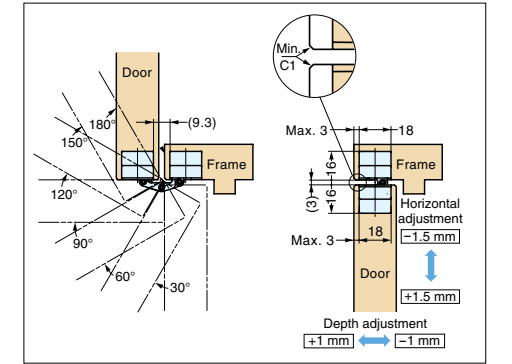 Min.
C1
Door
(9.3)
180°
150°
120°
90°
60°
30°
Frame
Max. 3
18
16
Frame
(3)
16
Max. 3
18
Horizontal
adjustment
−1.5 mm
Door
+1.5 mm
Depth adjustment
+1 mm
−1 mm